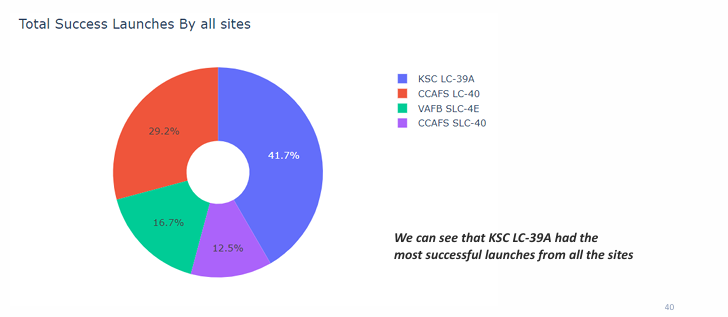 Total Success Launches By all sites
KSC LC-39A
CCAFS LC-40
VAFB SLC-4E
CCAFS SLC-40
29.2%
41.7%
16.7%
12.5%
We can see that KSC LC-39A had the
most successful launches from all the sites
40